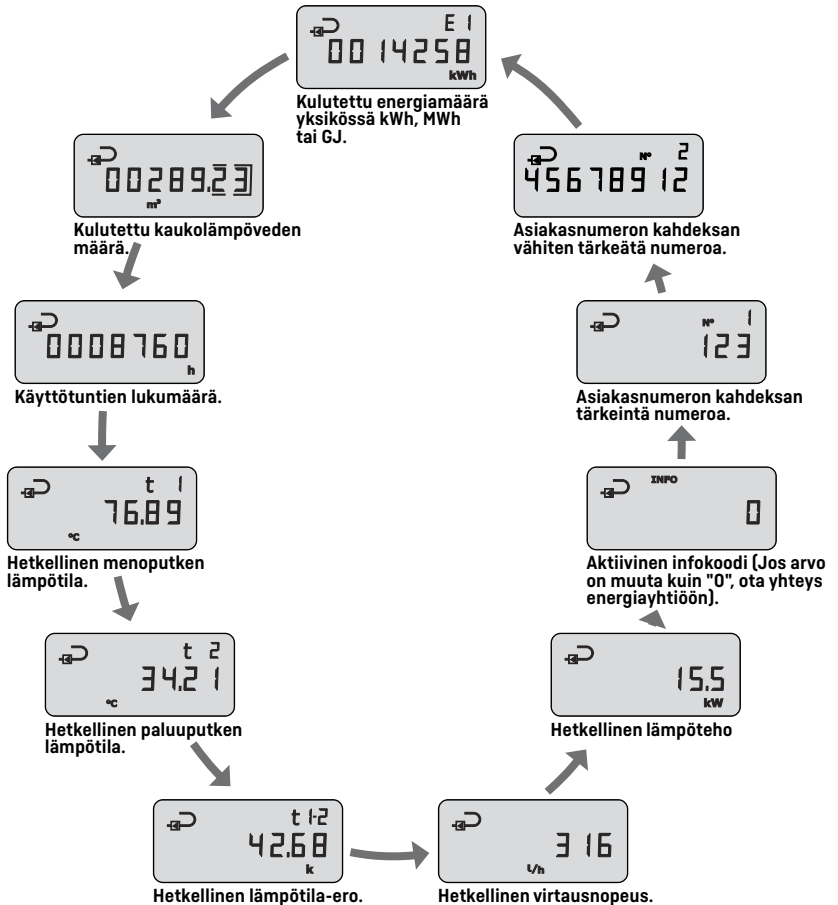 E 1
0014258
kWh
Kulutettu energiamäärä
yksikössä kWh, MWh
tai GJ.
00289.23
m³
Kulutettu kaukolämpöveden
määrä.
0008760
h
Käyttötuntien lukumäärä.
t 1
76.89
°C
Hetkellinen menoputken
lämpötila.
t 2
34.21
°C
Hetkellinen paluuputken
lämpötila.
t 1-2
42.68
k
Hetkellinen lämpötila-ero.
316
l/h
Hetkellinen virtausnopeus.
15.5
kW
Hetkellinen lämpöteho
INFO
0
Aktiivinen infokoodi (Jos arvo
on muuta kuin "0", ota yhteys
energiayhtiöön).
N° 1
123
Asiakasnumeron kahdeksan
tärkeintä numeroa.
N° 2
45678912
Asiakasnumeron kahdeksan
vähiten tärkeätä numeroa.